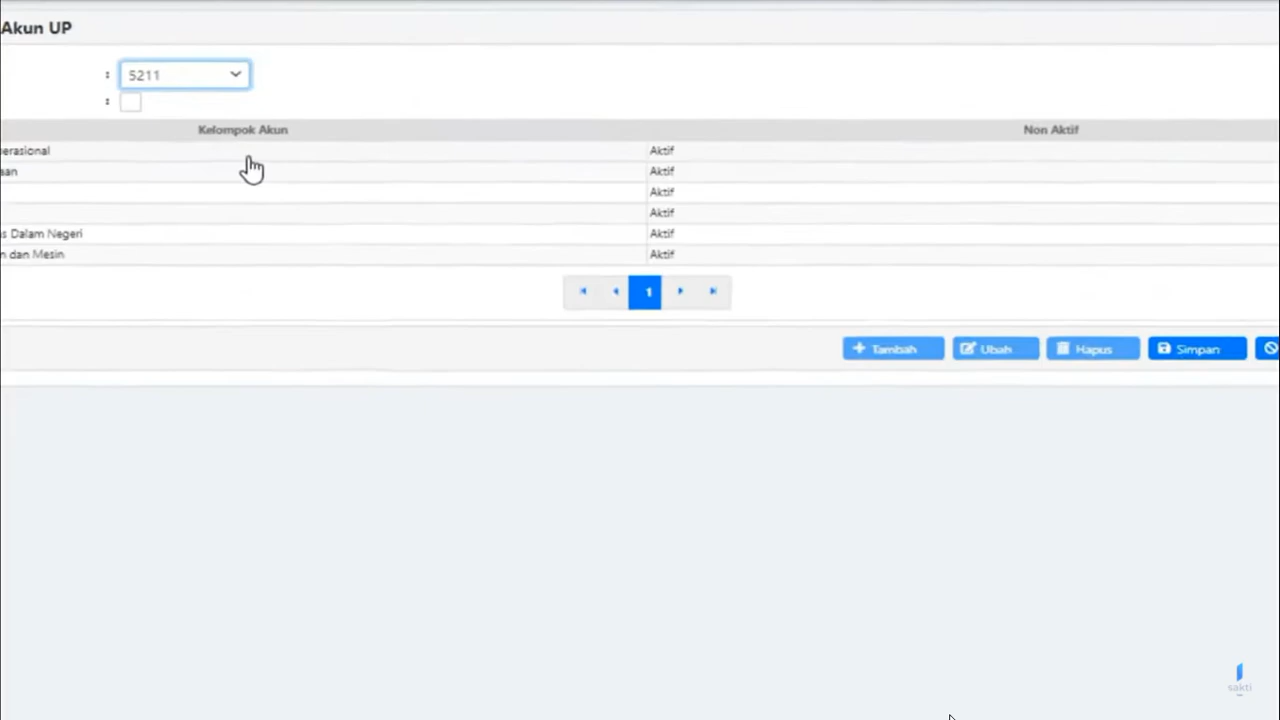 Akun UP
: 5211
:
Kelompok Akun Non Aktif
erasional Aktif
aan Aktif
Aktif
Aktif
s Dalam Negeri Aktif
n dan Mesin Aktif
1
Tambah Ubah Hapus Simpan
sakti